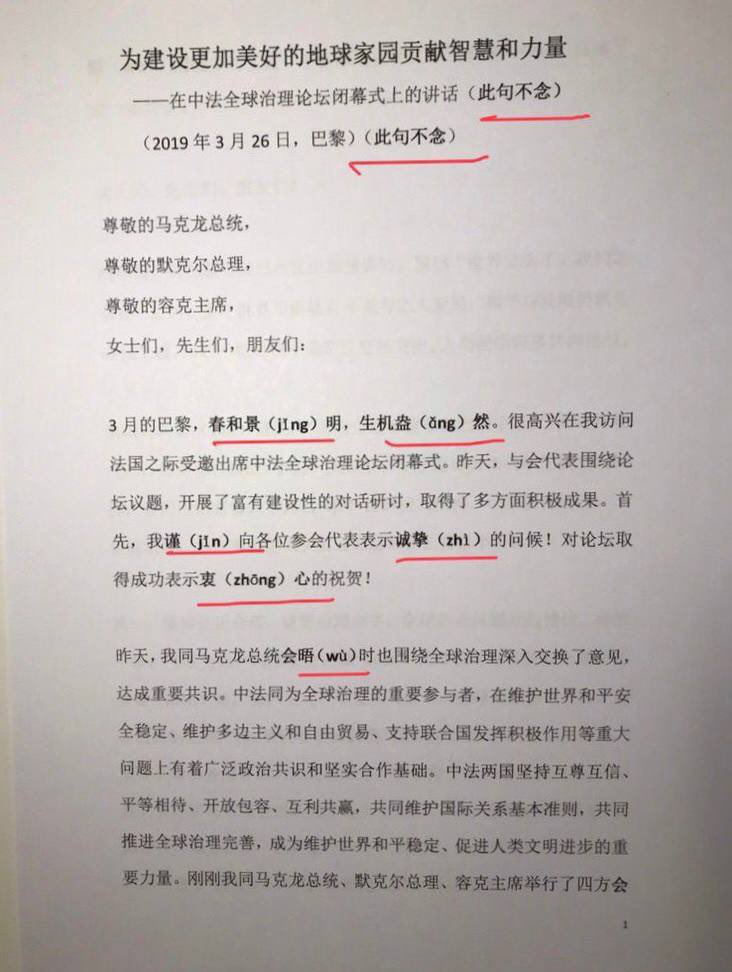 为建设更加美好的地球家园贡献智慧和力量
——在中法全球治理论坛闭幕式上的讲话（此句不念）
（2019 年 3 月 26 日，巴黎）（此句不念）
尊敬的马克龙总统，
尊敬的默克尔总理，
尊敬的容克主席，
女士们，先生们，朋友们：
3 月的巴黎，春和景（jǐng）明，生机盎（ǎng）然。很高兴在我访问
法国之际受邀出席中法全球治理论坛闭幕式。昨天，与会代表围绕论
坛议题，开展了富有建设性的对话研讨，取得了多方面积极成果。首
先，我谨（jǐn）向各位参会代表表示诚挚（zhì）的问候！对论坛取
得成功表示衷（zhōng）心的祝贺！
昨天，我同马克龙总统会晤（wù）时也围绕全球治理深入交换了意见，
达成重要共识。中法同为全球治理的重要参与者，在维护世界和平安
全稳定、维护多边主义和自由贸易、支持联合国发挥积极作用等重大
问题上有着广泛政治共识和坚实合作基础。中法两国坚持互尊互信、
平等相待、开放包容、互利共赢，共同维护国际关系基本准则，共同
推进全球治理完善，成为维护世界和平稳定、促进人类文明进步的重
要力量。刚刚我同马克龙总统、默克尔总理、容克主席举行了四方会
1